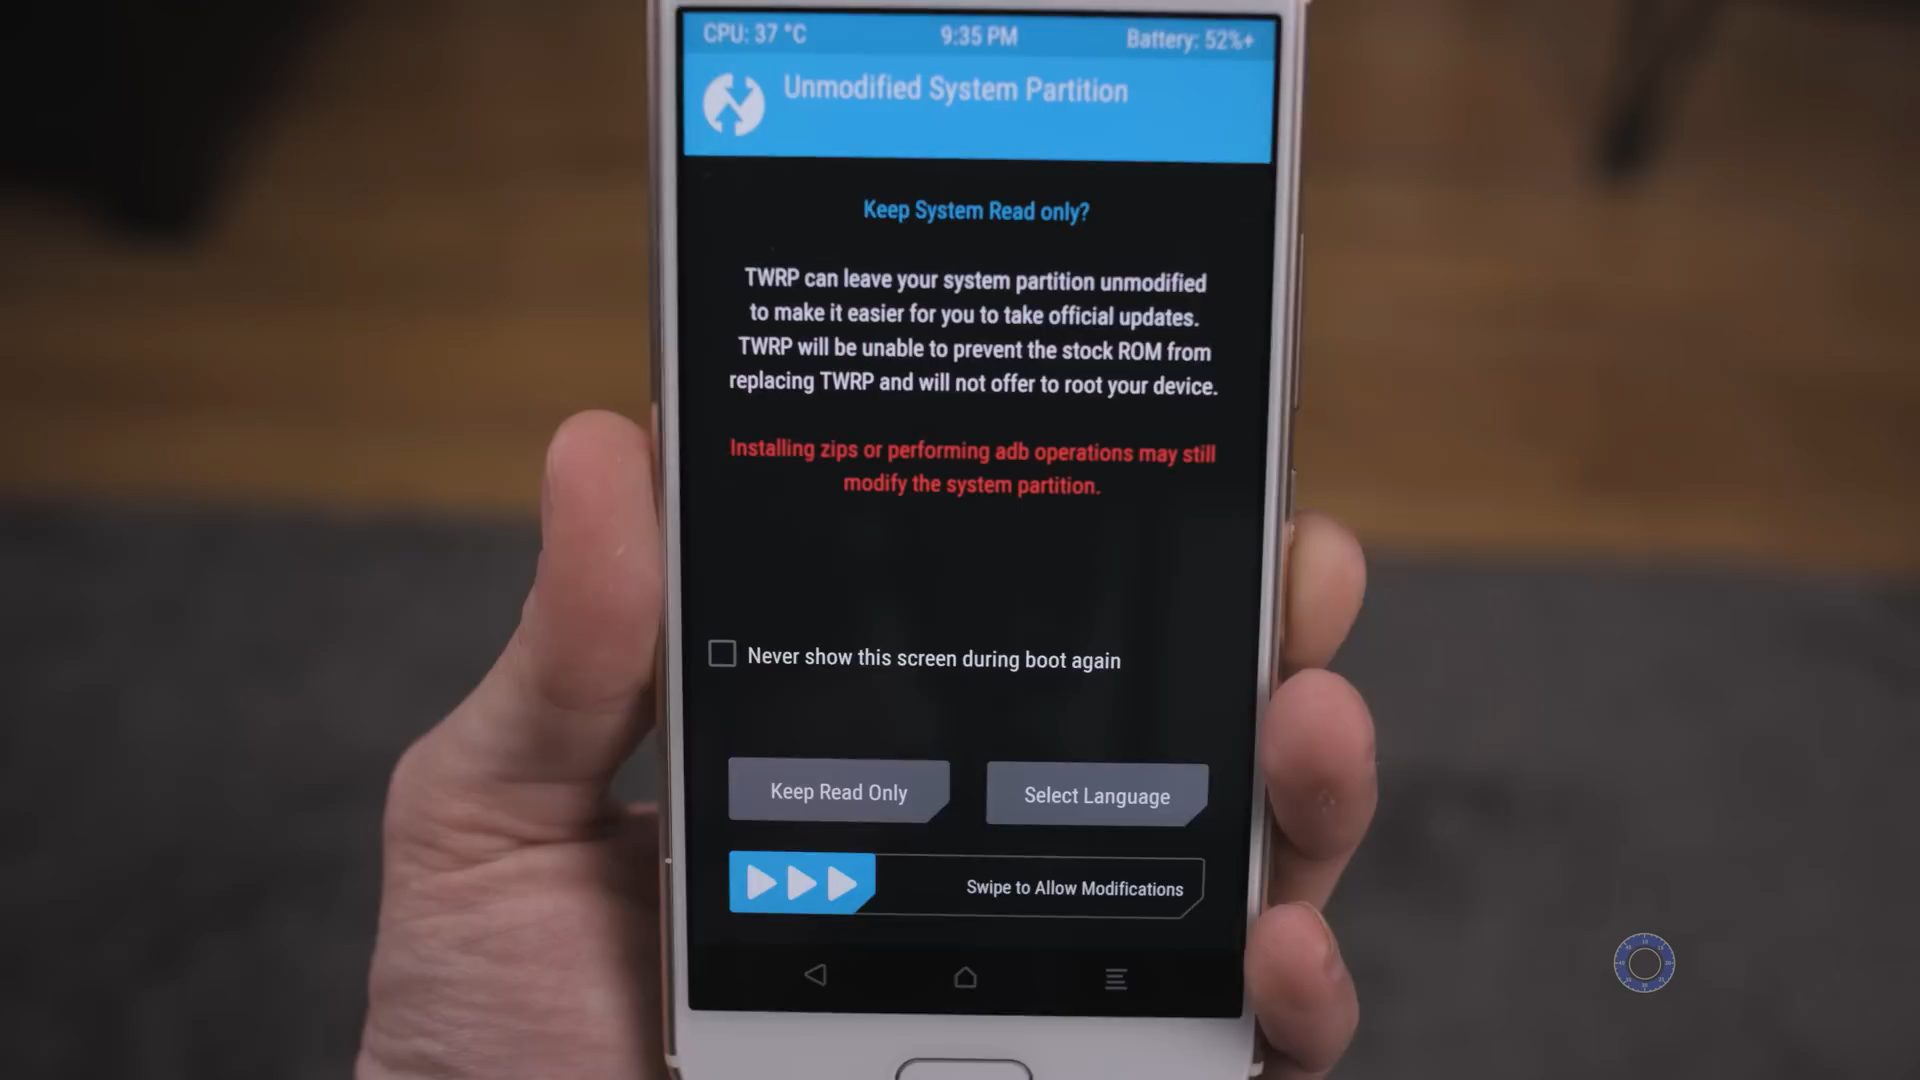 CPU: 37 °C 9:35 PM Battery: 52%+
Unmodified System Partition
Keep System Read only?
TWRP can leave your system partition unmodified
to make it easier for you to take official updates.
TWRP will be unable to prevent the stock ROM from
replacing TWRP and will not offer to root your device.
Installing zips or performing adb operations may still
modify the system partition.
Never show this screen during boot again
Keep Read Only Select Language
Swipe to Allow Modifications